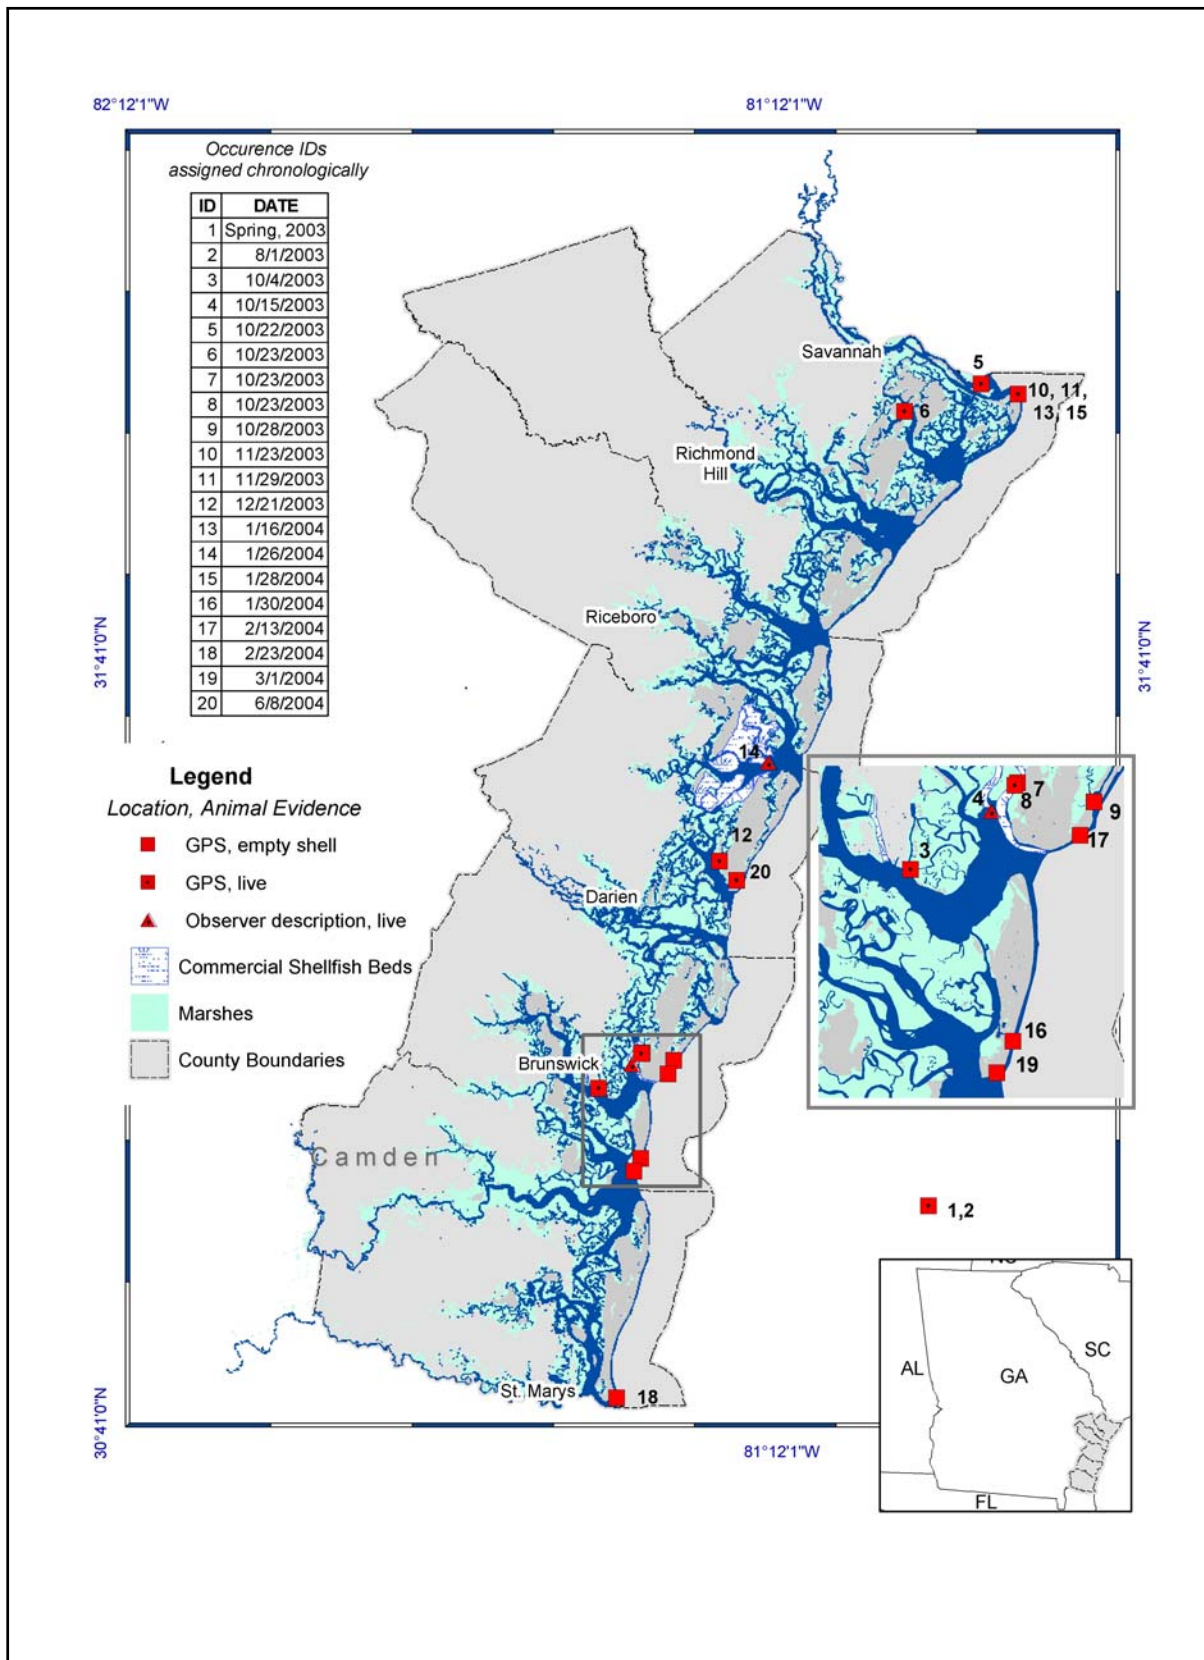 82°12'1"W
81°12'1"W
Occurence IDs
assigned chronologically
ID DATE
1 Spring, 2003
2 8/1/2003
3 10/4/2003
4 10/15/2003
5 10/22/2003
6 10/23/2003
7 10/23/2003
8 10/23/2003
9 10/28/2003
10 11/23/2003
11 11/29/2003
12 12/21/2003
13 1/16/2004
14 1/26/2004
15 1/28/2004
16 1/30/2004
17 2/13/2004
18 2/23/2004
19 3/1/2004
20 6/8/2004
Savannah
5
10, 11,
13, 15
6
Richmond
Hill
Riceboro
31°41'0"N
31°41'0"N
14
12
20
Darien
Legend
Location, Animal Evidence
GPS, empty shell
GPS, live
Observer description, live
Commercial Shellfish Beds
Marshes
County Boundaries
4
7
8
9
17
3
16
19
Brunswick
Camden
1,2
St. Marys
18
30°41'0"N
81°12'1"W
AL
GA
SC
FL